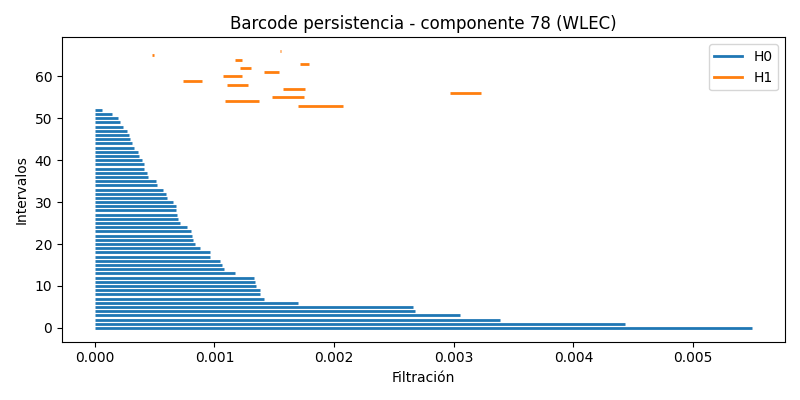 Barcode persistencia - componente 78 (WLEC)
H0
H1
60
50
40
30
20
10
0
Intervalos
0.000 0.001 0.002 0.003 0.004 0.005
Filtración